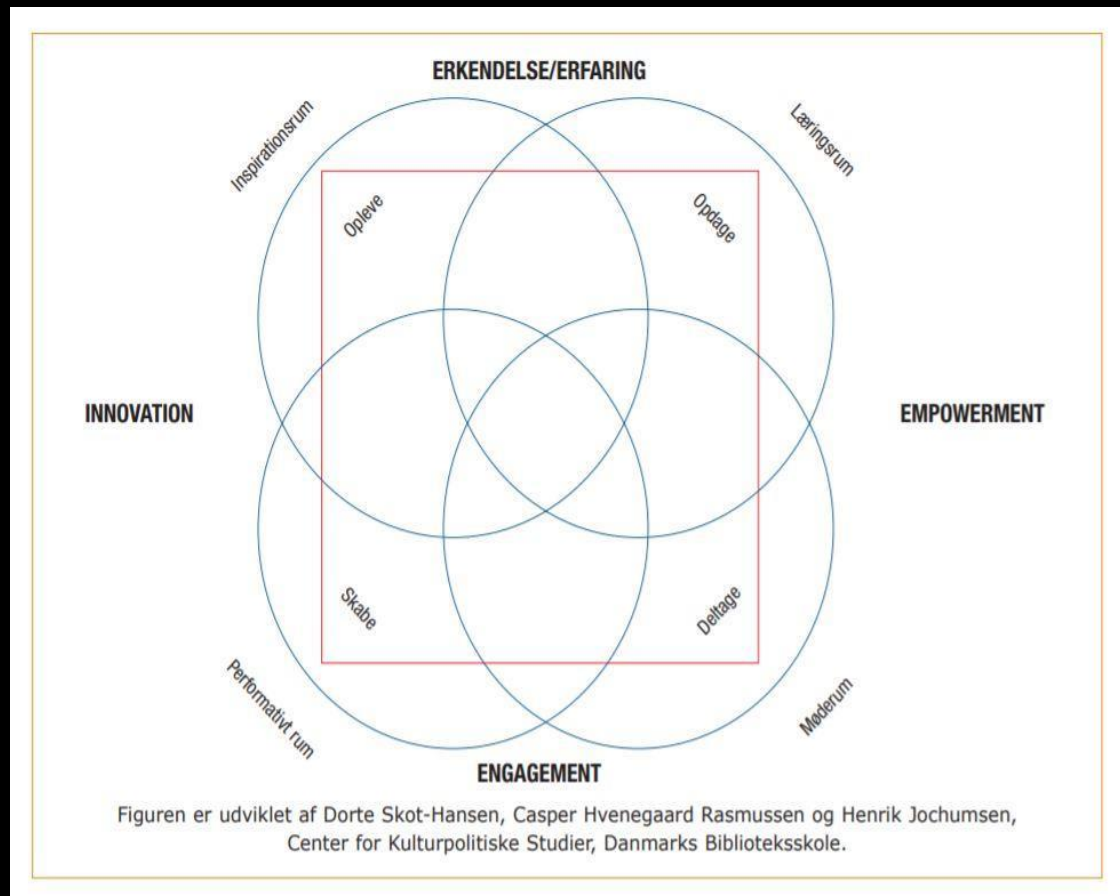 ERKENDELSE/ERFARING
Inspirationsrum
Læringsrum
Opleve
Opdage
INNOVATION
EMPOWERMENT
Skabe
Deltage
Performativt rum
Møderum
ENGAGEMENT
Figuren er udviklet af Dorte Skot-Hansen, Casper Hvenegaard Rasmussen og Henrik Jochumsen,
Center for Kulturpolitiske Studier, Danmarks Biblioteksskole.